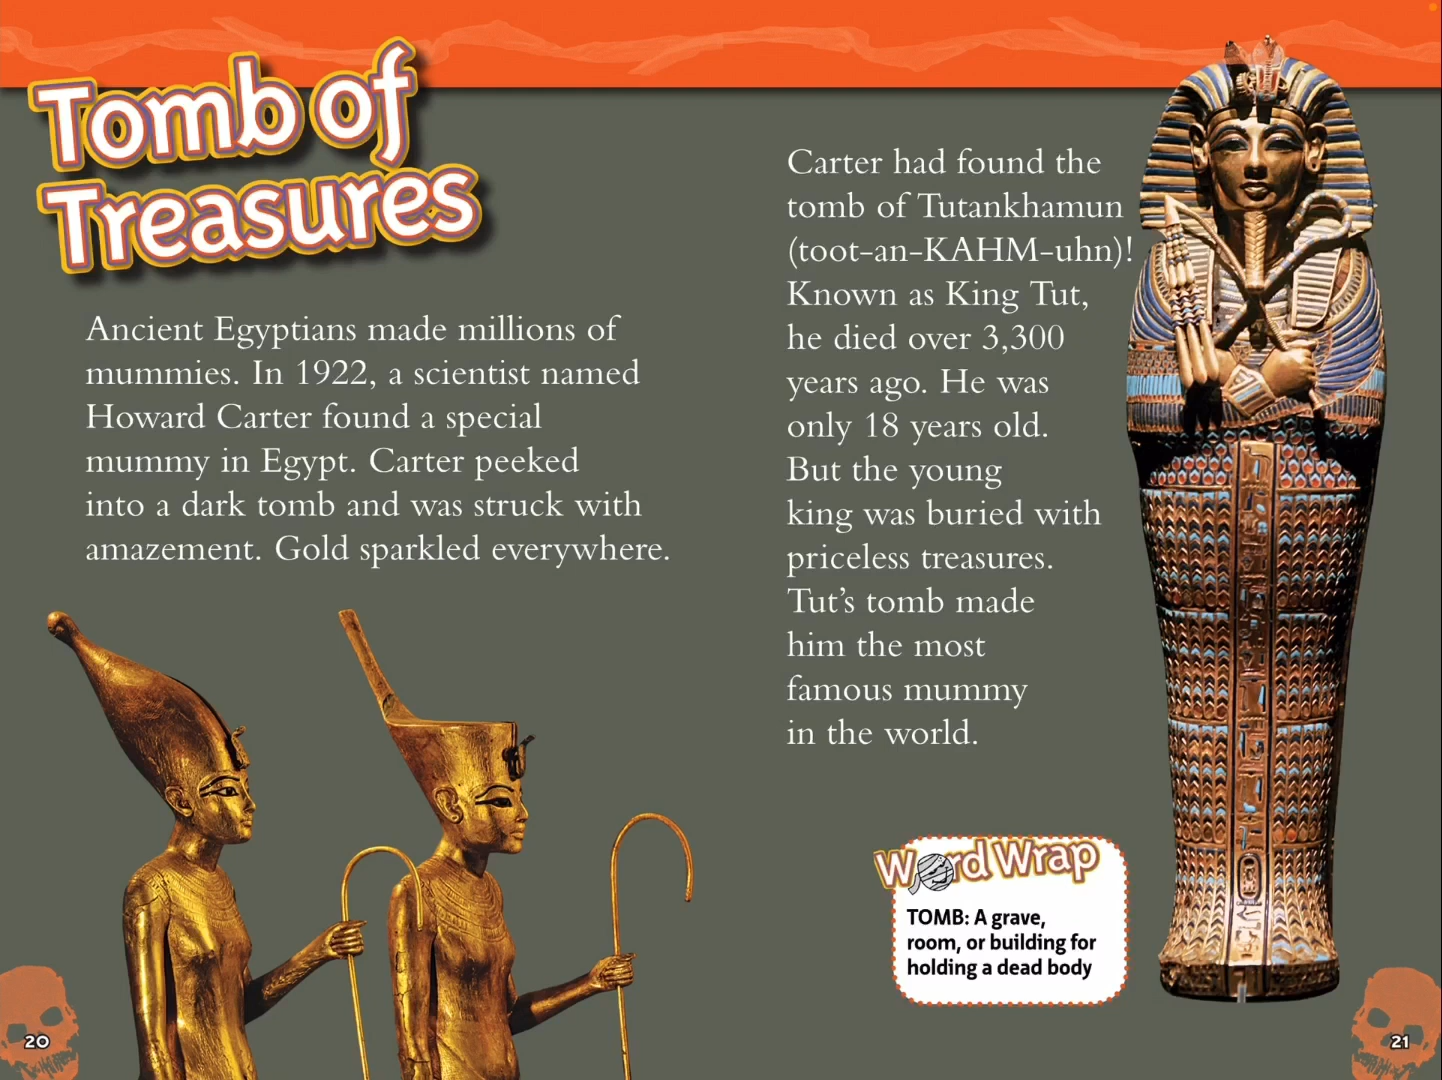 Tomb of
Treasures
Ancient Egyptians made millions of
mummies. In 1922, a scientist named
Howard Carter found a special
mummy in Egypt. Carter peeked
into a dark tomb and was struck with
amazement. Gold sparkled everywhere.
20
Carter had found the
tomb of Tutankhamun
(toot-an-KAHM-uhn)!
Known as King Tut,
he died over 3,300
years ago. He was
only 18 years old.
But the young
king was buried with
priceless treasures.
Tut’s tomb made
him the most
famous mummy
in the world.
Word Wrap
TOMB: A grave,
room, or building for
holding a dead body
21